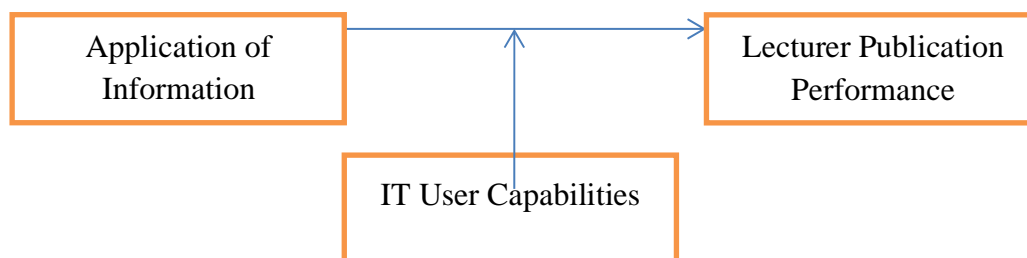 Application of
Information
Lecturer Publication
Performance
IT User Capabilities